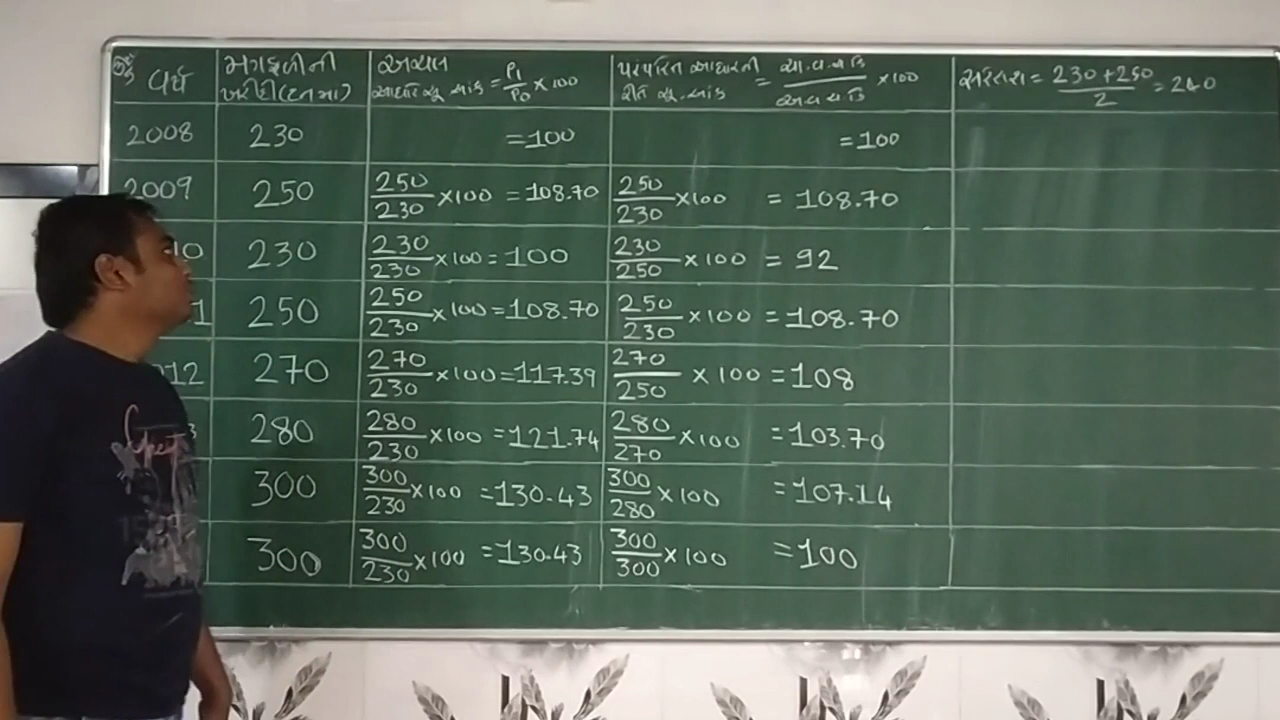 વર્ષ
મગફળીની
ખરીદી(ટનમાં)
અચલ
આધારે સૂ.આંક = P1/P0 × 100
પરંપરિત આધારની
રીતે સૂ.આંક = ચા.વ.ની કિં/અ.વ.ની કિં × 100
સરેરાશ = 230 + 250/2 = 240
2008 230 = 100 = 100
2009 250 250/230 × 100 = 108.70 250/230 × 100 = 108.70
10 230 230/230 × 100 = 100 230/250 × 100 = 92
1 250 250/230 × 100 = 108.70 250/230 × 100 = 108.70
12 270 270/230 × 100 = 117.39 270/250 × 100 = 108
3 280 280/230 × 100 = 121.74 280/270 × 100 = 103.70
300 300/230 × 100 = 130.43 300/280 × 100 = 107.14
300 300/230 × 100 = 130.43 300/300 × 100 = 100